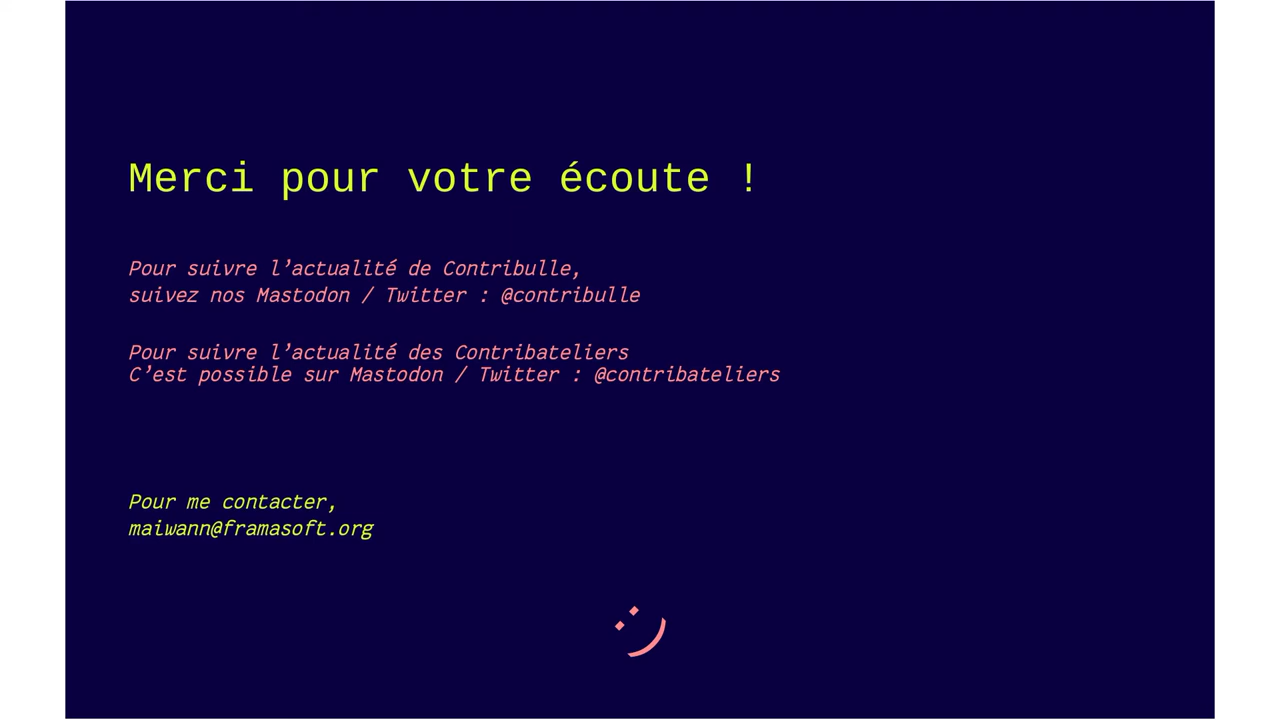 Merci pour votre écoute !
Pour suivre l’actualité de Contribulle,
suivez nos Mastodon / Twitter : @contribulle
Pour suivre l’actualité des Contribateliers
C’est possible sur Mastodon / Twitter : @contribateliers
Pour me contacter,
maiwann@framasoft.org